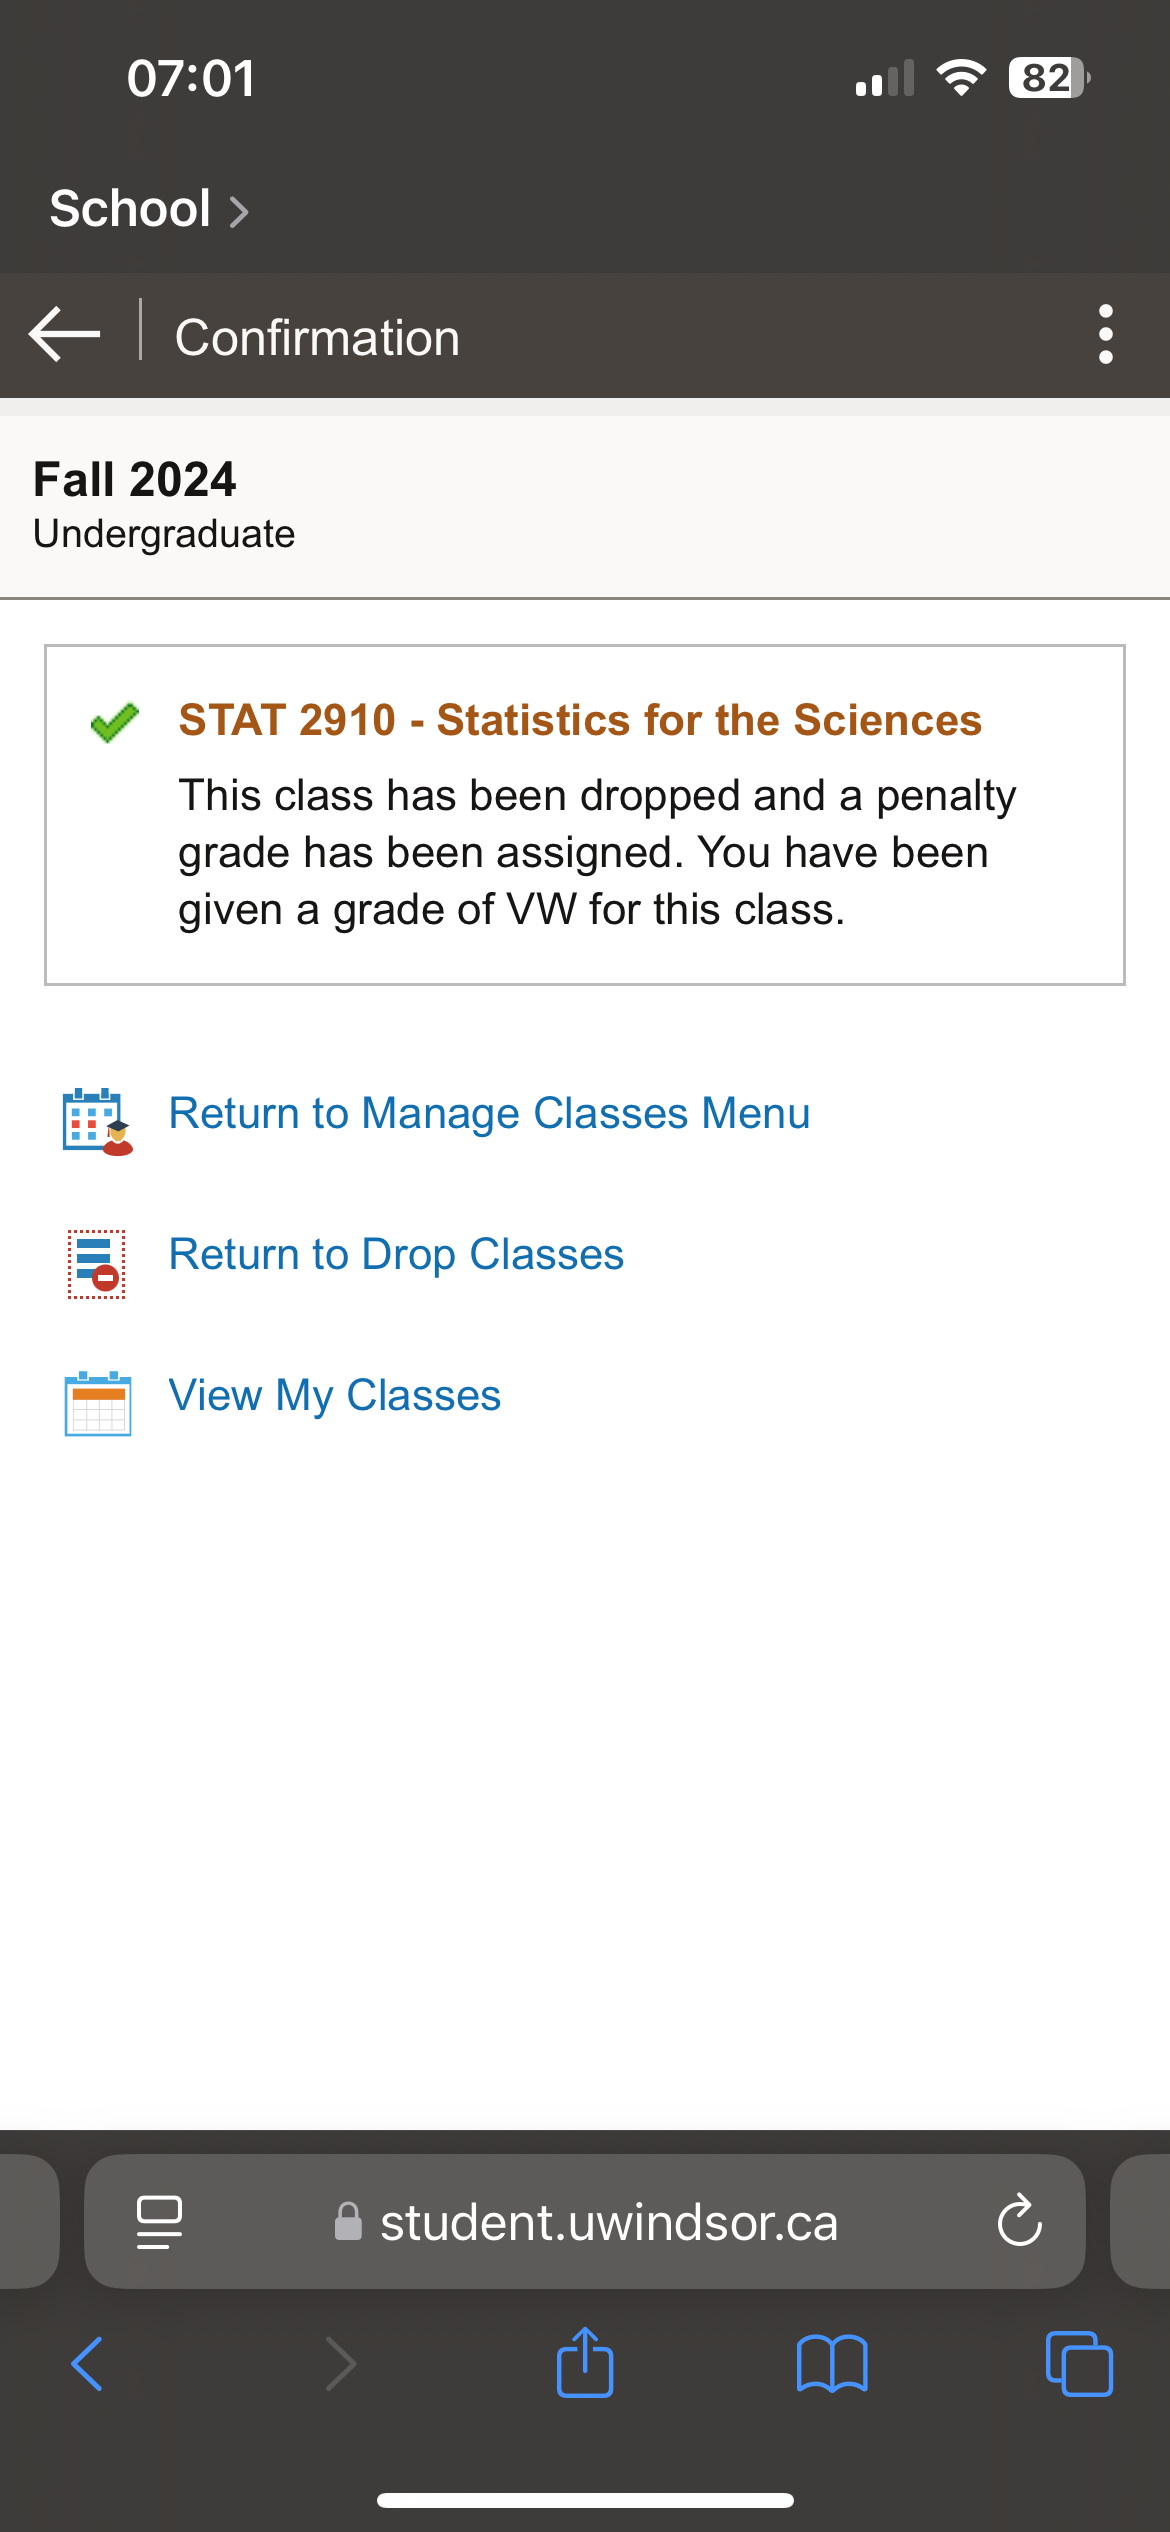 07:01
82
School
Confirmation
Fall 2024
Undergraduate
STAT 2910 - Statistics for the Sciences
This class has been dropped and a penalty
grade has been assigned. You have been
given a grade of VW for this class.
Return to Manage Classes Menu
Return to Drop Classes
View My Classes
student.uwindsor.ca